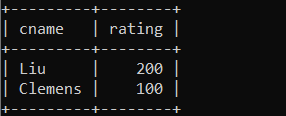 +---------+--------+
| cname   | rating |
+---------+--------+
| Liu     |    200 |
| Clemens |    100 |
+---------+--------+